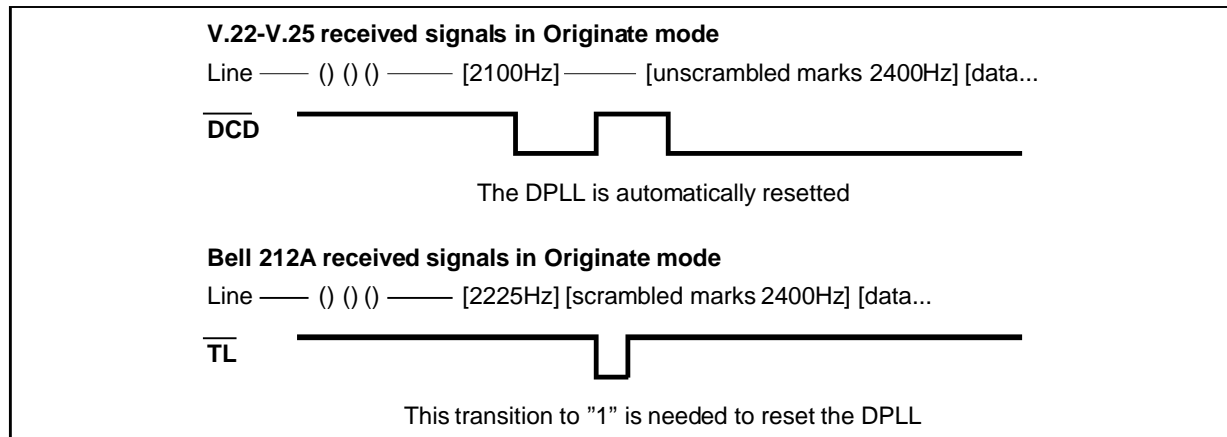 V.22-V.25 received signals in Originate mode
Line —— () () () —— [2100Hz] —— [unscrambled marks 2400Hz] [data...
DCD
The DPLL is automatically resetted
Bell 212A received signals in Originate mode
Line —— () () () —— [2225Hz] [scrambled marks 2400Hz] [data...
TL
This transition to ”1” is needed to reset the DPLL